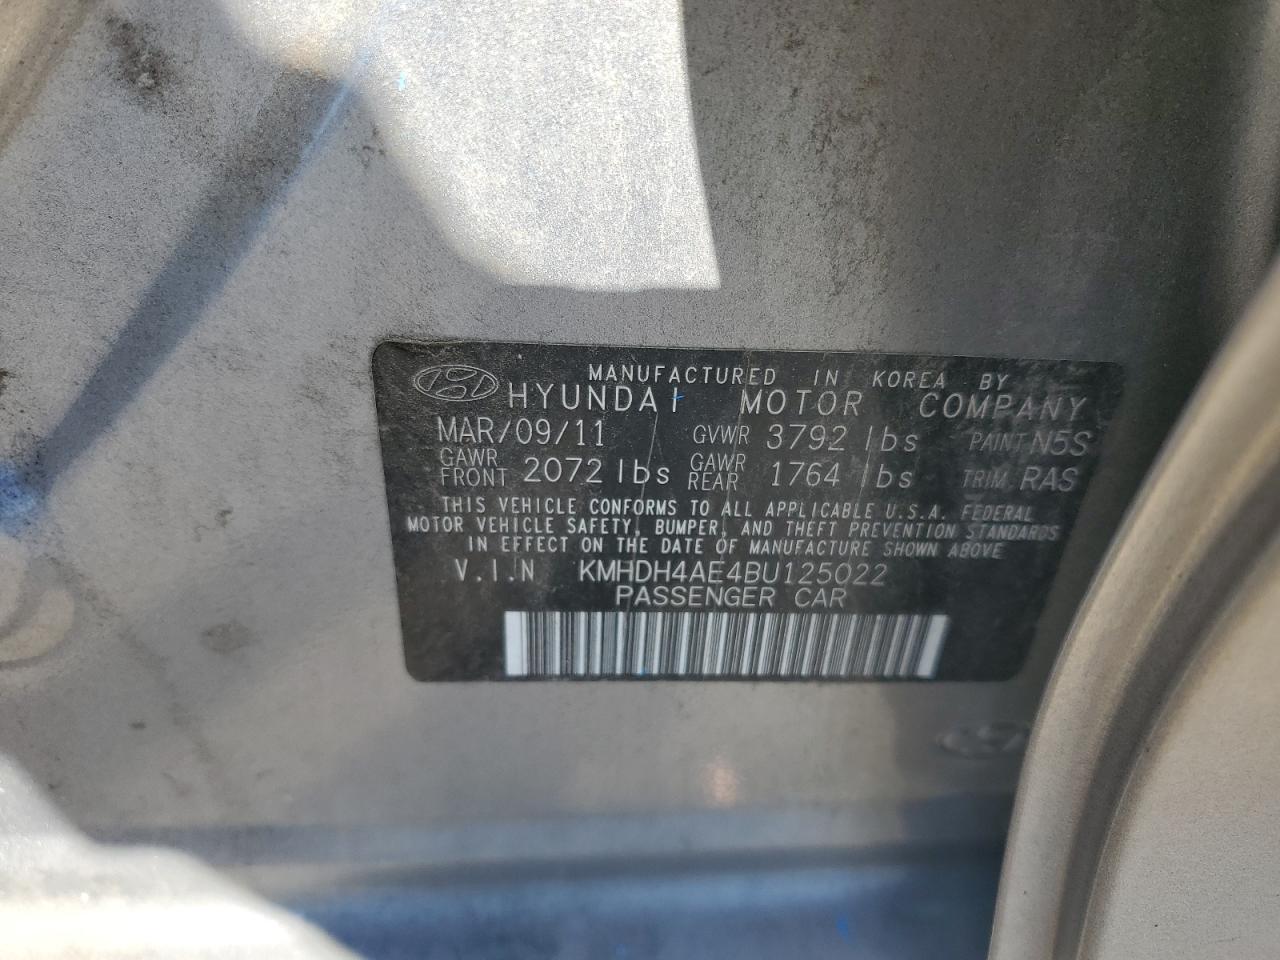 MANUFACTURED IN KOREA BY
HYUNDAI MOTOR COMPANY
MAR/09/11 GVWR 3792 lbs PAINT N5S
GAWR FRONT 2072 lbs GAWR REAR 1764 lbs TRIM RAS
THIS VEHICLE CONFORMS TO ALL APPLICABLE U.S.A. FEDERAL
MOTOR VEHICLE SAFETY, BUMPER, AND THEFT PREVENTION STANDARDS
IN EFFECT ON THE DATE OF MANUFACTURE SHOWN ABOVE
V.I.N KMHDH4AE4BU125022
PASSENGER CAR